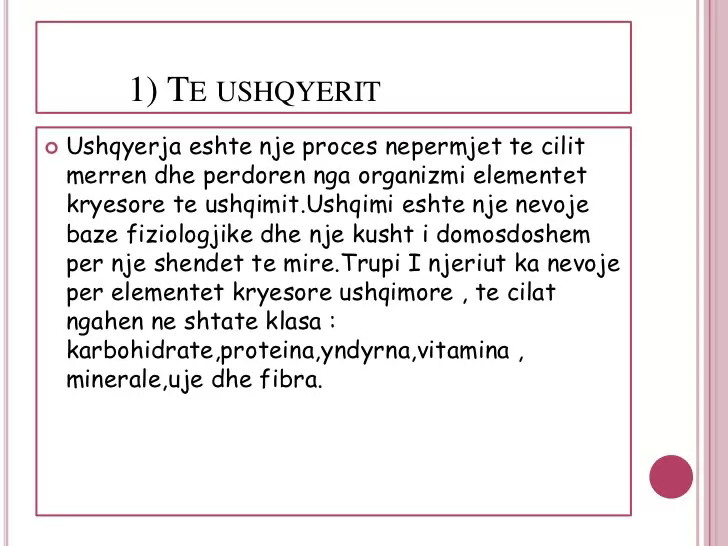 1) TE USHQYERIT
Ushqyerja eshte nje proces nepermjet te cilit
merren dhe perdoren nga organizmi elementet
kryesore te ushqimit.Ushqimi eshte nje nevoje
baze fiziologjike dhe nje kusht i domosdoshem
per nje shendet te mire.Trupi I njeriut ka nevoje
per elementet kryesore ushqimore , te cilat
ngahen ne shtate klasa :
karbohidrate,proteina,yndyrna,vitamina ,
minerale,uje dhe fibra.